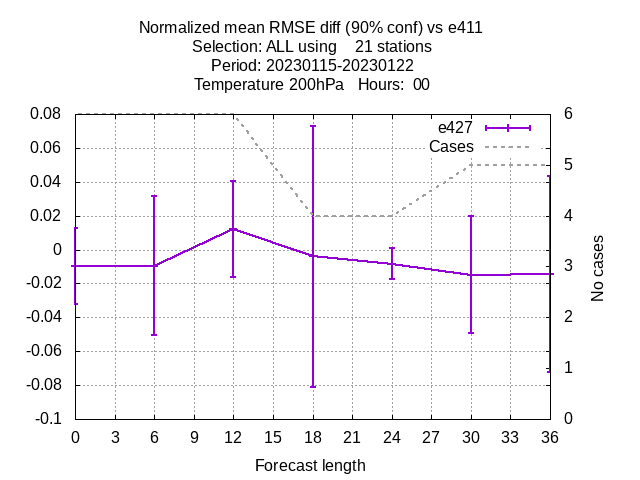 Normalized mean RMSE diff (90% conf) vs e411
Selection: ALL using    21 stations
Period: 20230115-20230122
Temperature 200hPa   Hours:  00
0.08
0.06
0.04
0.02
0
-0.02
-0.04
-0.06
-0.08
-0.1
e427
Cases
6
5
4
3
2
1
0
No cases
0 3 6 9 12 15 18 21 24 27 30 33 36
Forecast length